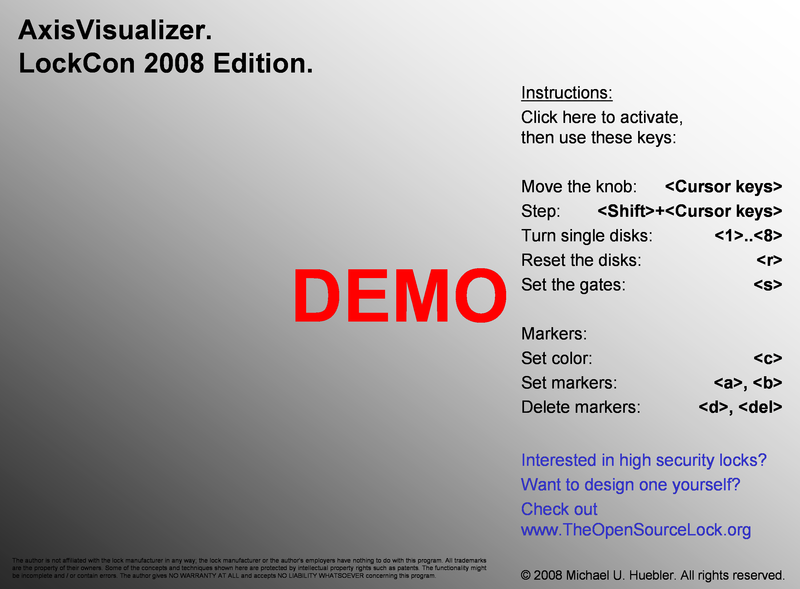 AxisVisualizer.
LockCon 2008 Edition.
Instructions:
Click here to activate,
then use these keys:
Move the knob: <Cursor keys>
Step: <Shift>+<Cursor keys>
Turn single disks: <1>..<8>
Reset the disks: <r>
Set the gates: <s>
DEMO
Markers:
Set color: <c>
Set markers: <a>, <b>
Delete markers: <d>, <del>
Interested in high security locks?
Want to design one yourself?
Check out
www.TheOpenSourceLock.org
The author is not affiliated with the lock manufacturer in any way, the lock manufacturer or the author's employers have nothing to do with this program. All trademarks
are the property of their owners. Some of the concepts and techniques shown here are protected by intellectual property rights such as patents. The functionality might
be incomplete and / or contain errors. The author gives NO WARRANTY AT ALL and accepts NO LIABILITY WHATSOEVER concerning this program.
© 2008 Michael U. Huebler. All rights reserved.